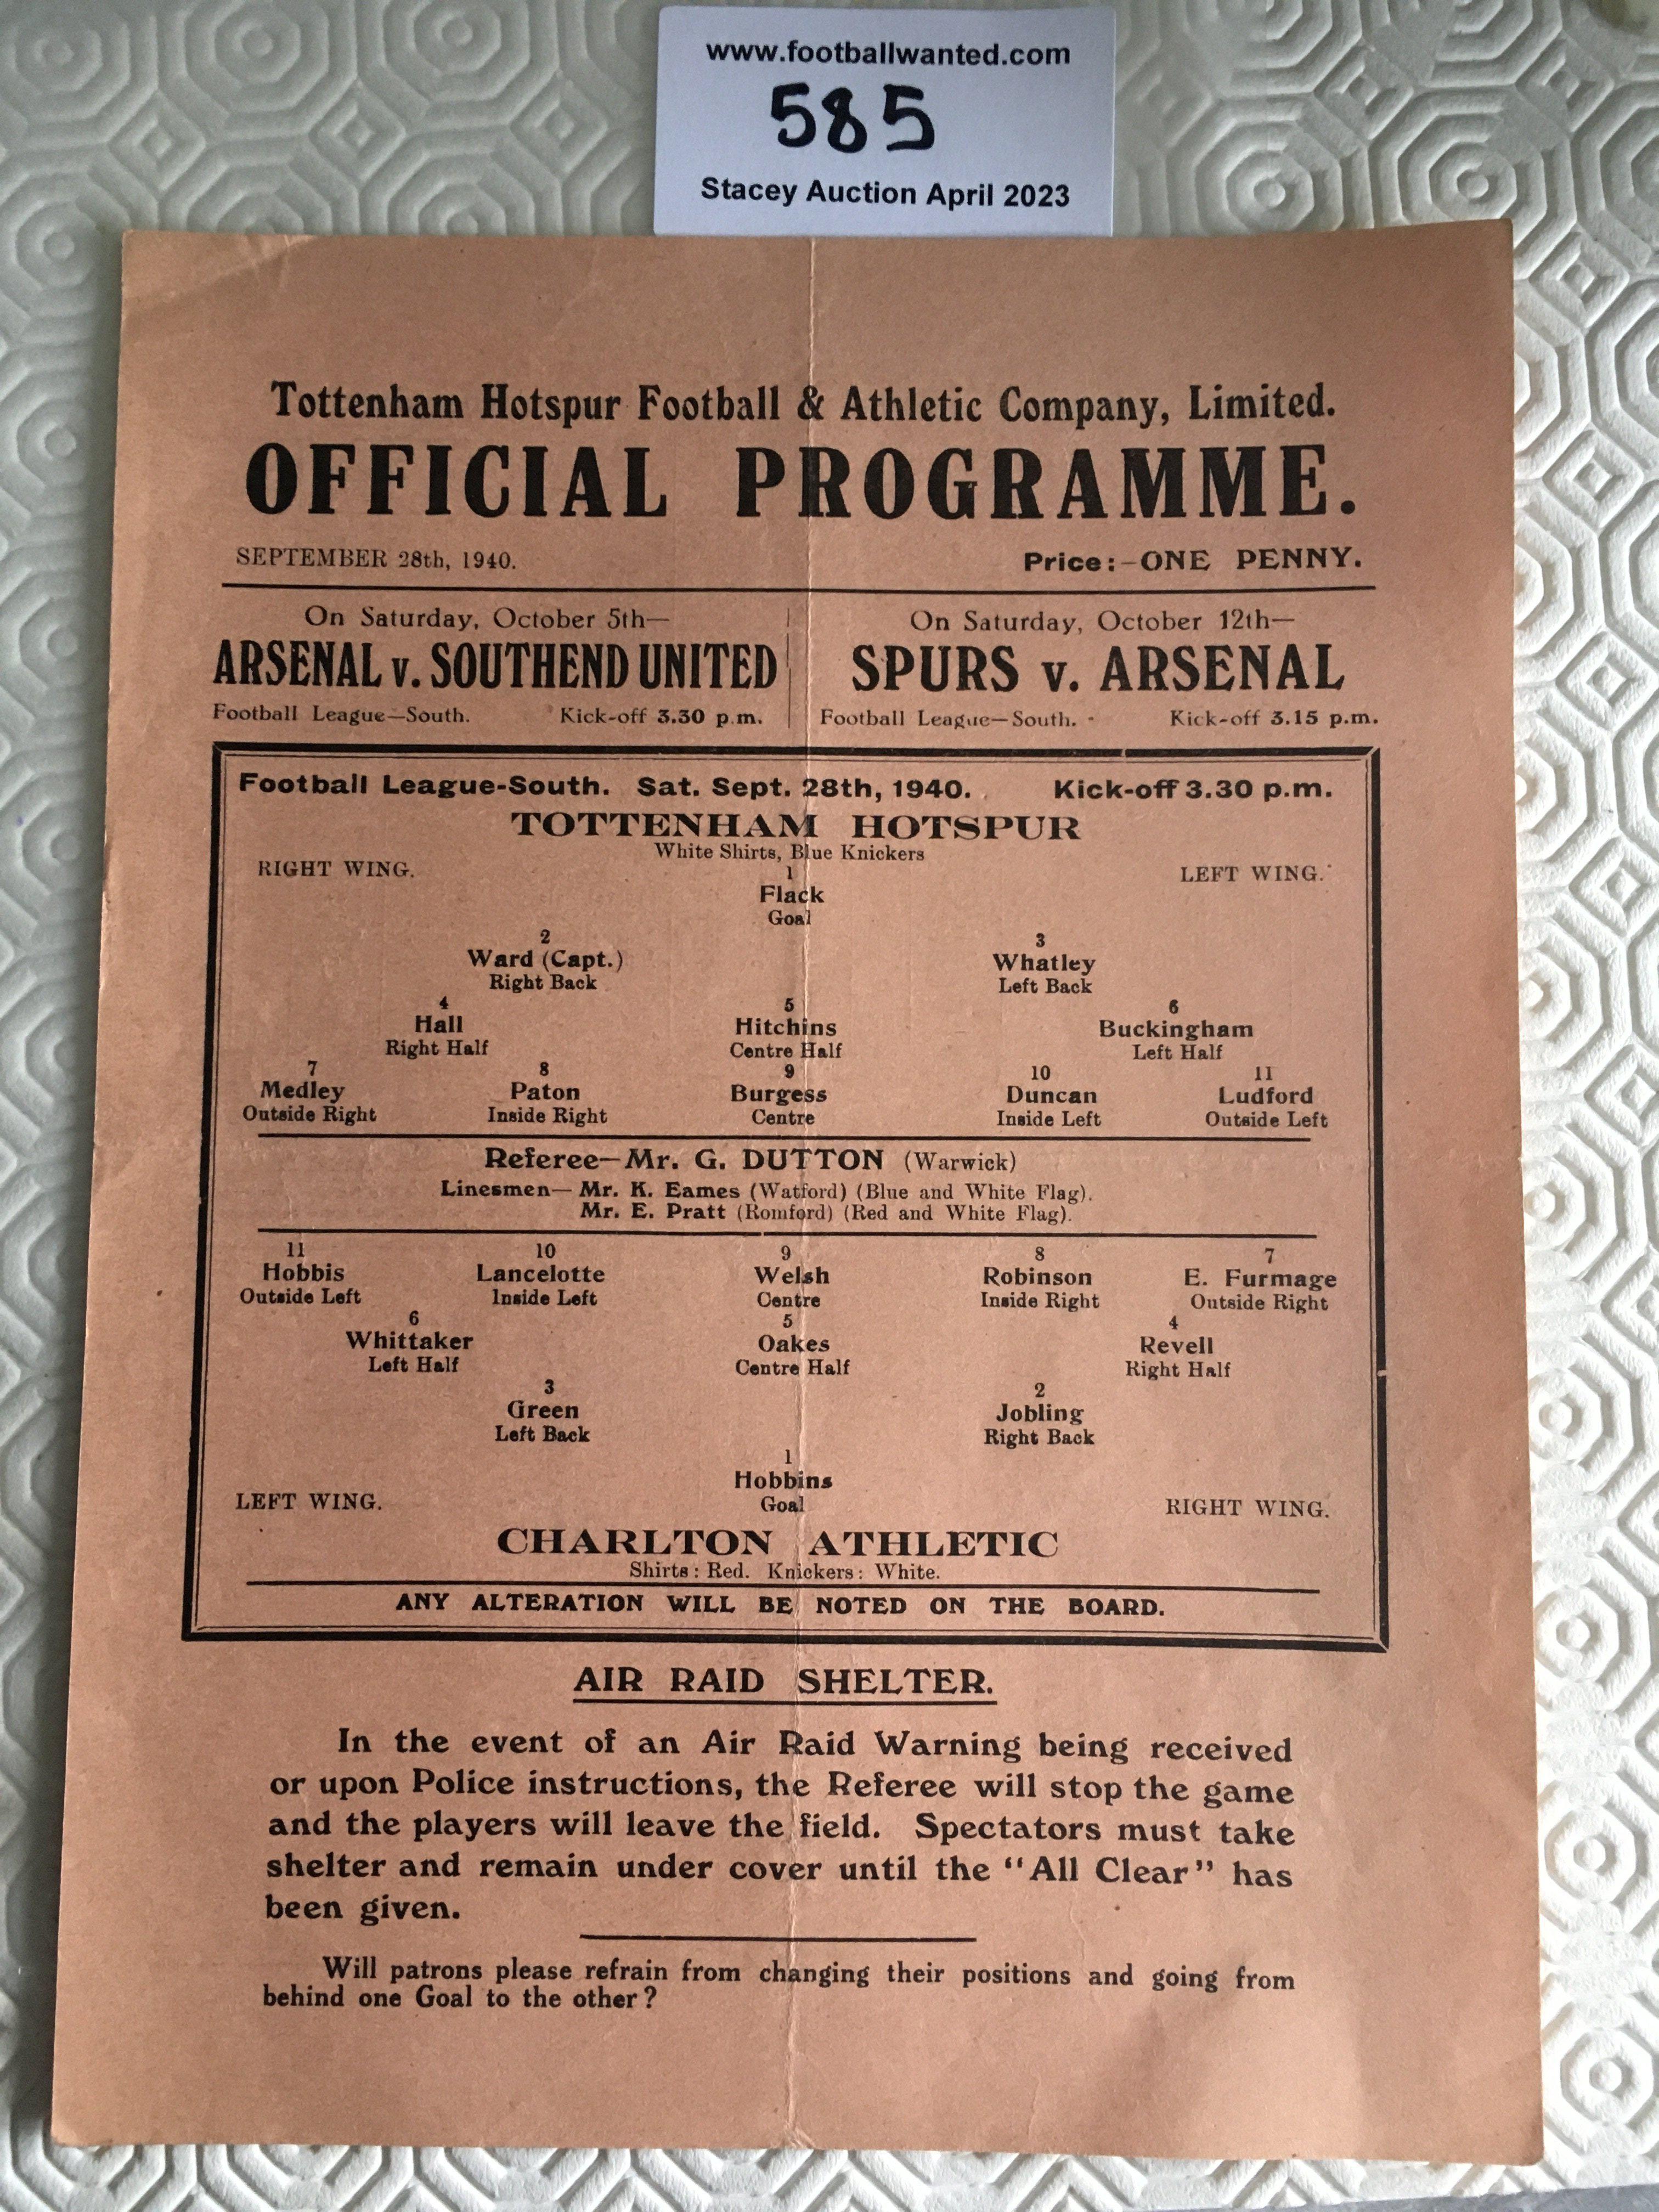 www.footballwanted.com
585
Stacey Auction April 2023
Tottenham Hotspur Football & Athletic Company, Limited.
OFFICIAL PROGRAMME.
SEPTEMBER 28th, 1940. Price:-ONE PENNY.
On Saturday, October 5th—
ARSENAL v. SOUTHEND UNITED
Football League—South. Kick-off 3.30 p.m.
On Saturday, October 12th—
SPURS v. ARSENAL
Football League—South. Kick-off 3.15 p.m.
Football League-South. Sat. Sept. 28th, 1940. Kick-off 3.30 p.m.
TOTTENHAM HOTSPUR
White Shirts, Blue Knickers
RIGHT WING. 1 LEFT WING.
Flack
Goal
2 3
Ward (Capt.) Whatley
Right Back Left Back
4 5 6
Hall Hitchins Buckingham
Right Half Centre Half Left Half
7 8 9 10 11
Medley Paton Burgess Duncan Ludford
Outside Right Inside Right Centre Inside Left Outside Left
Referee—Mr. G. DUTTON (Warwick)
Linesmen— Mr. K. Eames (Watford) (Blue and White Flag).
Mr. E. Pratt (Romford) (Red and White Flag).
11 10 9 8 7
Hobbis Lancelotte Welsh Robinson E. Furmage
Outside Left Inside Left Centre Inside Right Outside Right
6 5 4
Whittaker Oakes Revell
Left Half Centre Half Right Half
3 2
Green Jobling
Left Back Right Back
1
Hobbins
LEFT WING. Goal RIGHT WING.
CHARLTON ATHLETIC
Shirts: Red. Knickers: White.
ANY ALTERATION WILL BE NOTED ON THE BOARD.
AIR RAID SHELTER.
In the event of an Air Raid Warning being received
or upon Police instructions, the Referee will stop the game
and the players will leave the field. Spectators must take
shelter and remain under cover until the "All Clear" has
been given.
Will patrons please refrain from changing their positions and going from
behind one Goal to the other?